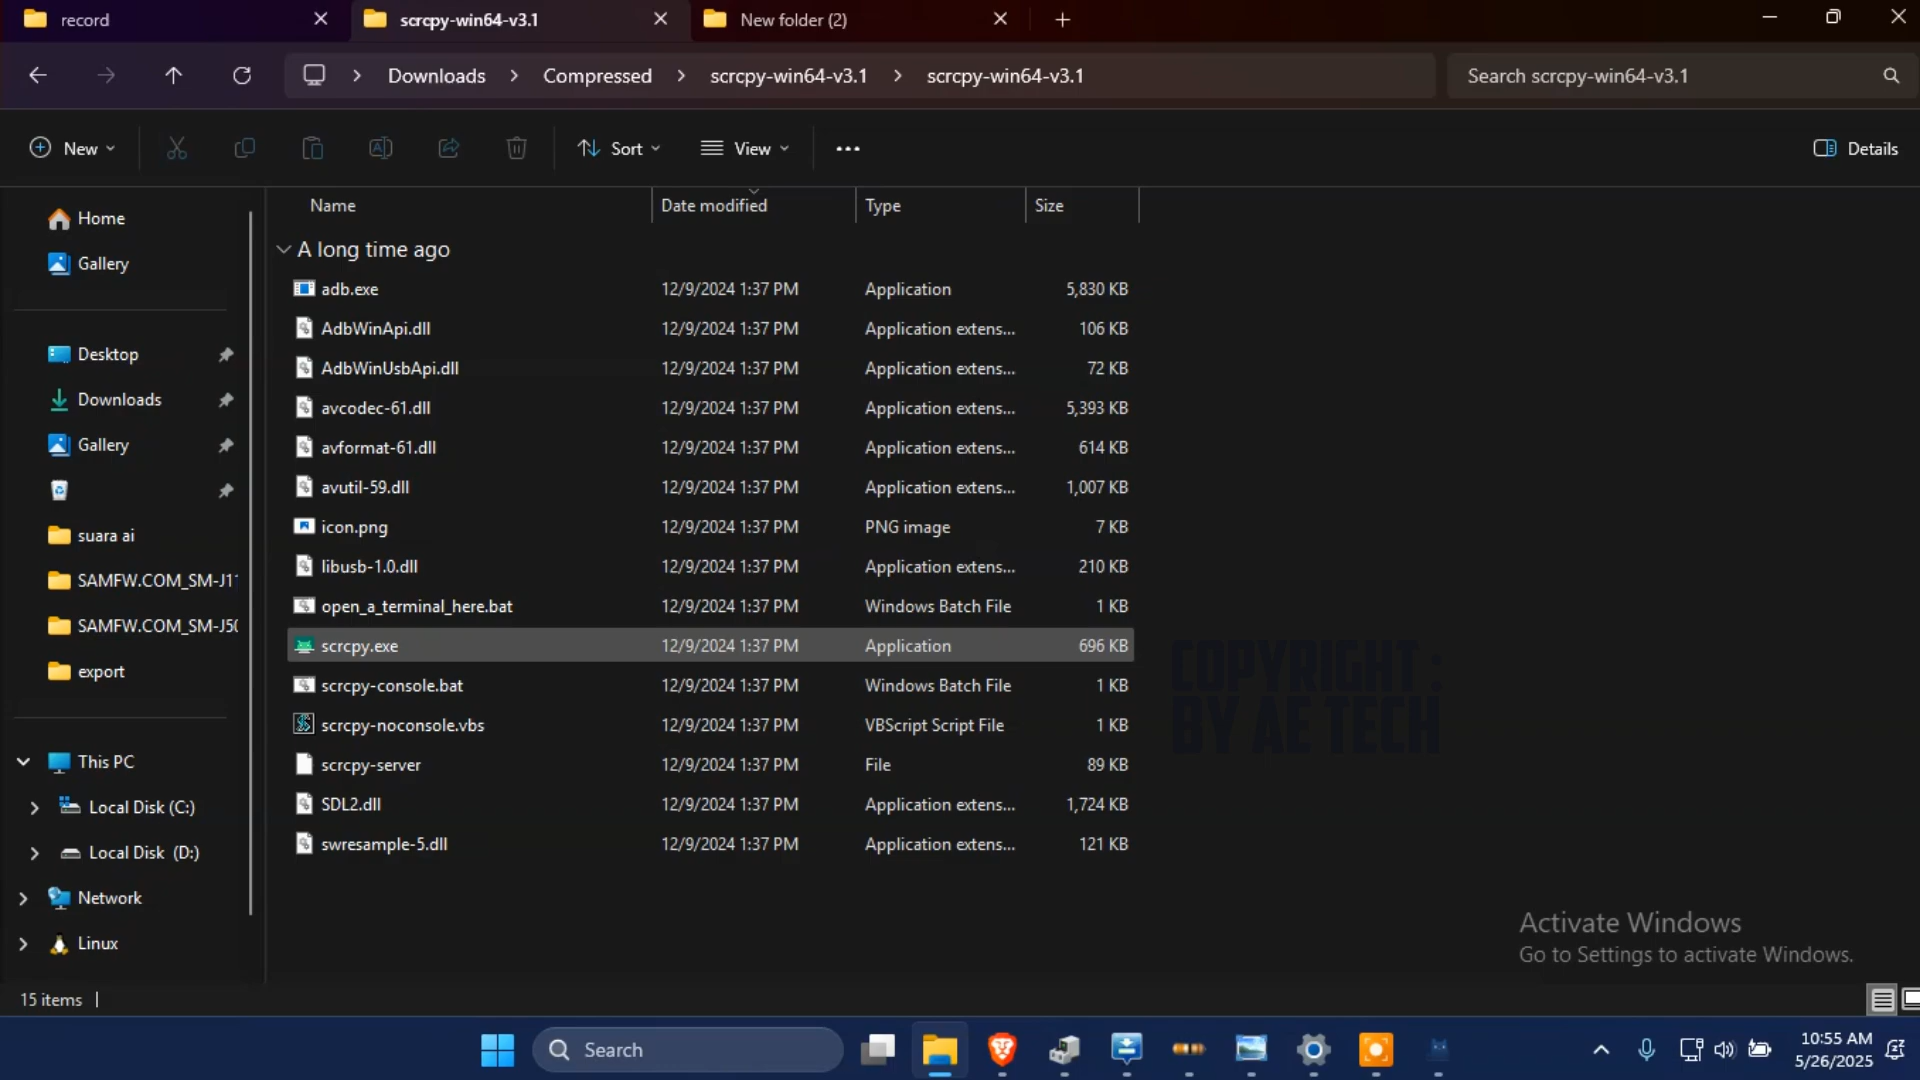 record
scrcpy-win64-v3.1
New folder (2)
Downloads
Compressed
scrcpy-win64-v3.1
scrcpy-win64-v3.1
Search scrcpy-win64-v3.1
New
Sort
View
Details
Home
Gallery
Desktop
Downloads
Gallery
suara ai
SAMFW.COM_SM-J1
SAMFW.COM_SM-J5
export
This PC
Local Disk (C:)
Local Disk (D:)
Network
Linux
Name Date modified Type Size
A long time ago
adb.exe 12/9/2024 1:37 PM Application 5,830 KB
AdbWinApi.dll 12/9/2024 1:37 PM Application extens... 106 KB
AdbWinUsbApi.dll 12/9/2024 1:37 PM Application extens... 72 KB
avcodec-61.dll 12/9/2024 1:37 PM Application extens... 5,393 KB
avformat-61.dll 12/9/2024 1:37 PM Application extens... 614 KB
avutil-59.dll 12/9/2024 1:37 PM Application extens... 1,007 KB
icon.png 12/9/2024 1:37 PM PNG image 7 KB
libusb-1.0.dll 12/9/2024 1:37 PM Application extens... 210 KB
open_a_terminal_here.bat 12/9/2024 1:37 PM Windows Batch File 1 KB
scrcpy.exe 12/9/2024 1:37 PM Application 696 KB
scrcpy-console.bat 12/9/2024 1:37 PM Windows Batch File 1 KB
scrcpy-noconsole.vbs 12/9/2024 1:37 PM VBScript Script File 1 KB
scrcpy-server 12/9/2024 1:37 PM File 89 KB
SDL2.dll 12/9/2024 1:37 PM Application extens... 1,724 KB
swresample-5.dll 12/9/2024 1:37 PM Application extens... 121 KB
COPYRIGHT :
BY AE TECH
Activate Windows
Go to Settings to activate Windows.
15 items
Search
10:55 AM
5/26/2025